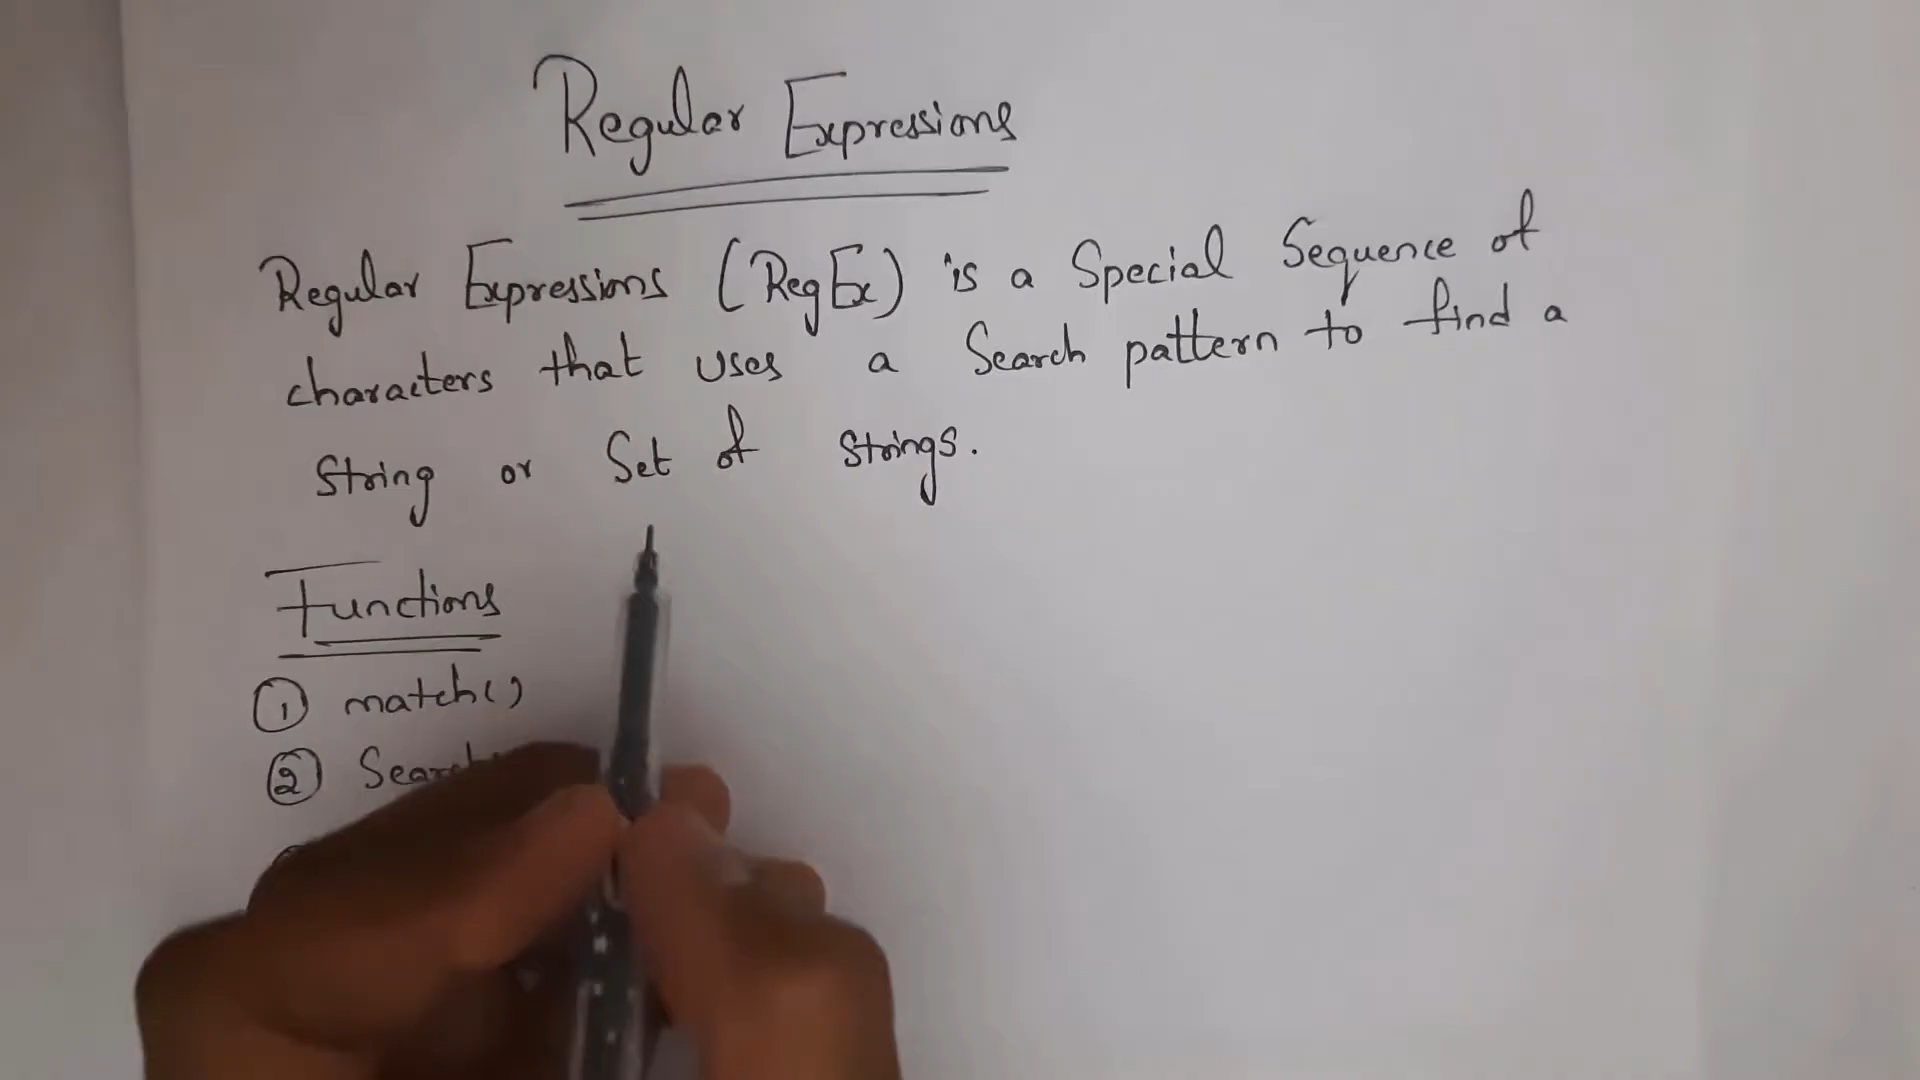 Regular Expressions
Regular Expressions (RegEx) is a Special Sequence of
characters that uses a Search pattern to find a
String or Set of Strings.
Functions
① match()
②